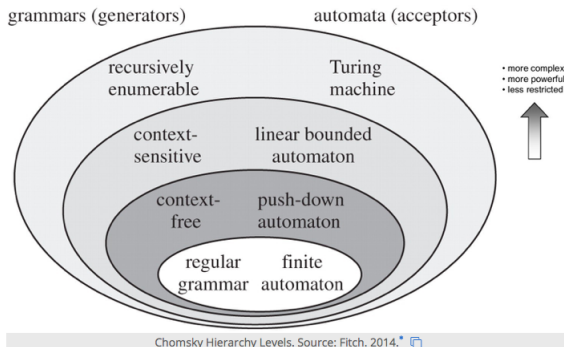 grammars (generators)
automata (acceptors)
recursively
enumerable
Turing
machine
• more complex
• more powerful
• less restricted
context-
sensitive
linear bounded
automaton
context-
free
push-down
automaton
regular
grammar
finite
automaton
Chomsky Hierarchy Levels. Source: Fitch. 2014.*